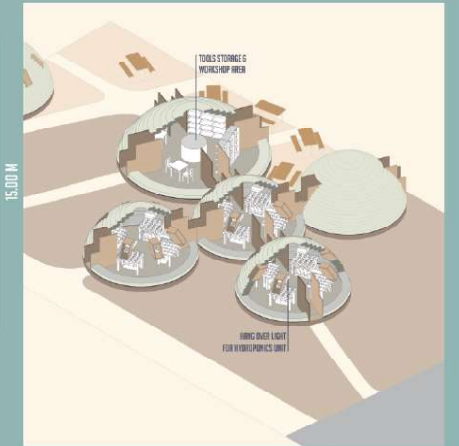 TOOLS STORAGE &
WORKSHOP AREA
15.00 M
HANG OVER LIGHT
FOR HYDROPONICS UNIT